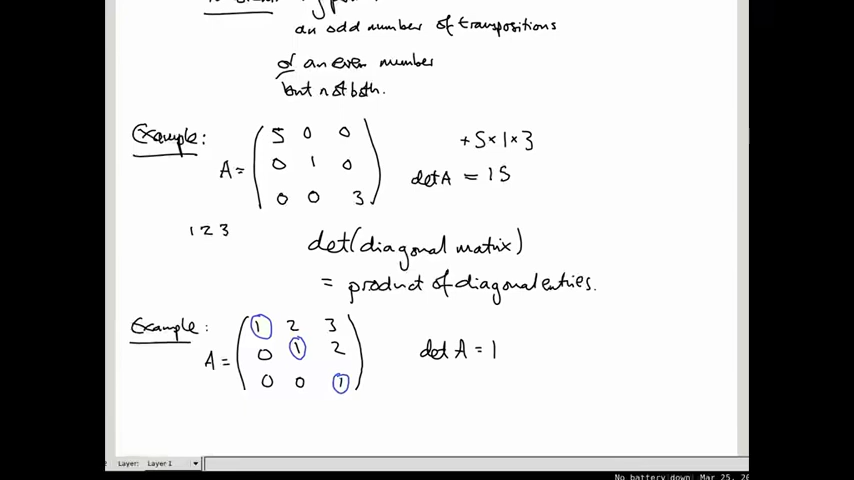 an odd number of transpositions
or an even number
but not both.
Example:
A = ( 5 0 0
0 1 0
0 0 3 )
+5×1×3
det A = 15
1 2 3
det(diagonal matrix)
= product of diagonal entries.
Example:
A = ( 1 2 3
0 1 2
0 0 1 )
det A = 1
Layer: Layer 1
No battery|down| Mar 25, 20